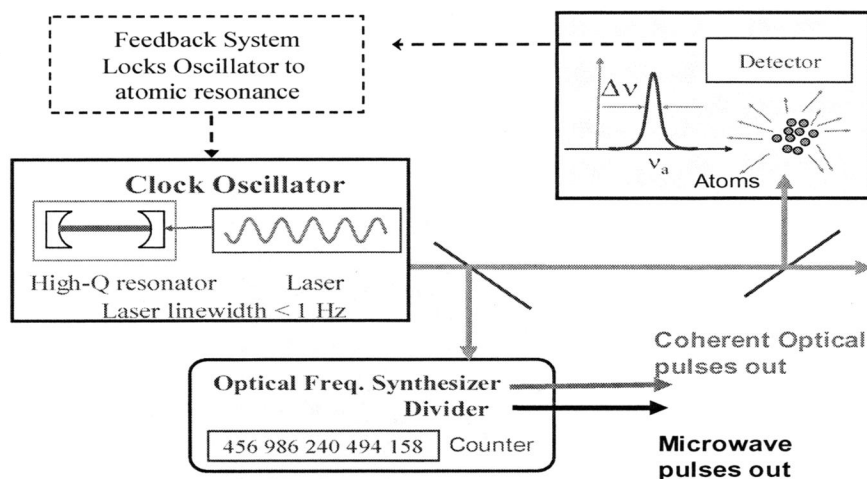 Feedback System
Locks Oscillator to
atomic resonance
Detector
Δν
ν_a
Atoms
Clock Oscillator
High-Q resonator
Laser
Laser linewidth < 1 Hz
Coherent Optical
pulses out
Optical Freq. Synthesizer
Divider
456 986 240 494 158
Counter
Microwave
pulses out